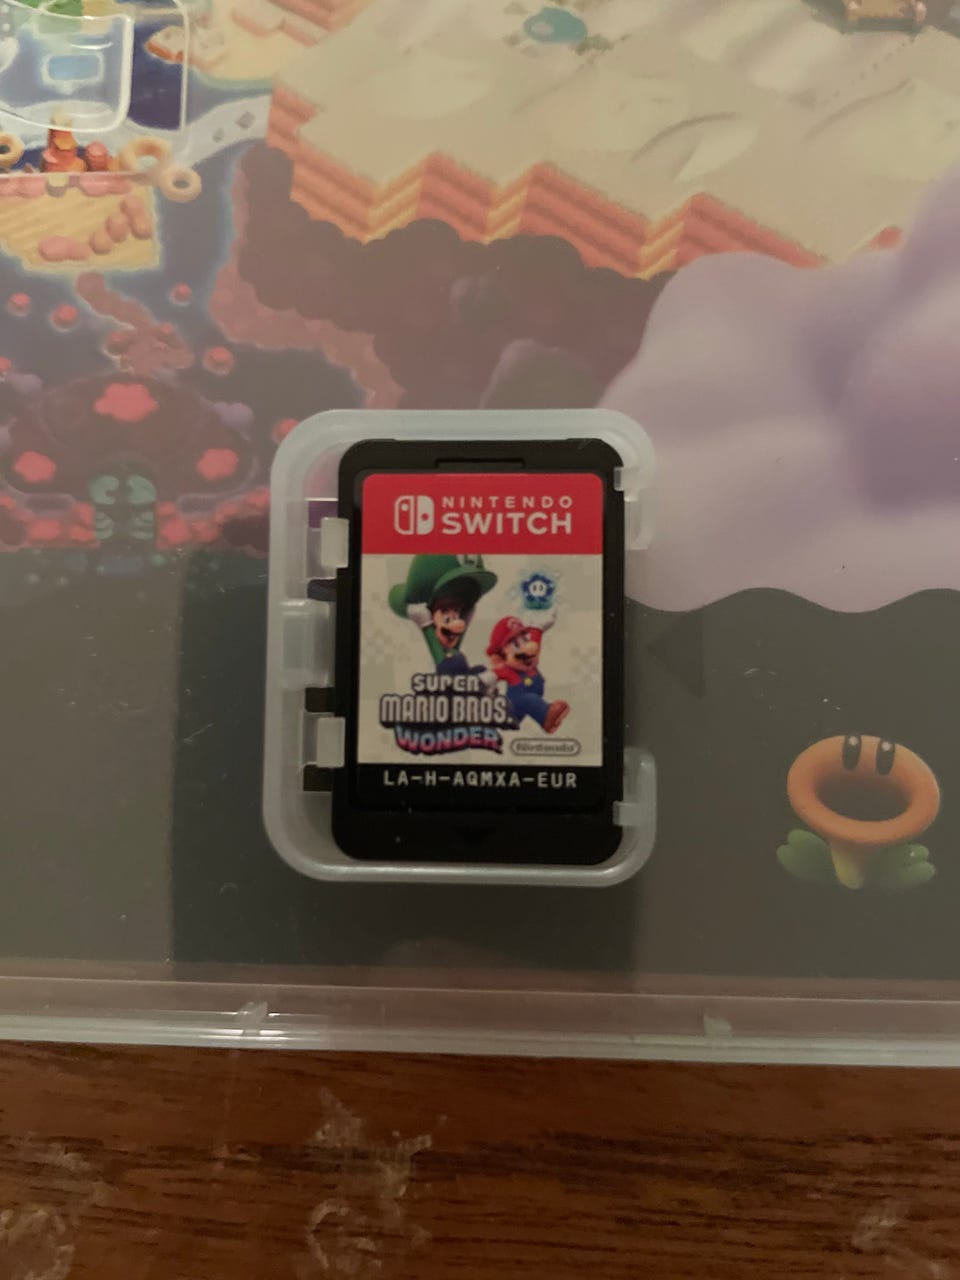 NINTENDO
SWITCH
SUPER
MARIO BROS.
WONDER
Nintendo
LA-H-AQMXA-EUR